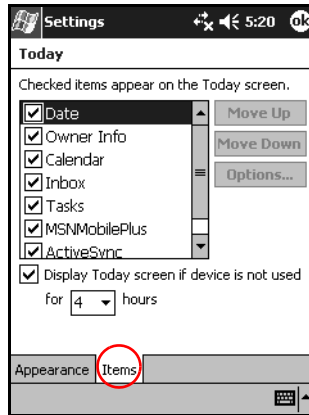 Settings 5:20 ok
Today
Checked items appear on the Today screen.
Date
Move Up
Owner Info
Move Down
Calendar
Options...
Inbox
Tasks
MSNMobilePlus
ActiveSync
Display Today screen if device is not used
for 4 hours
Appearance Items